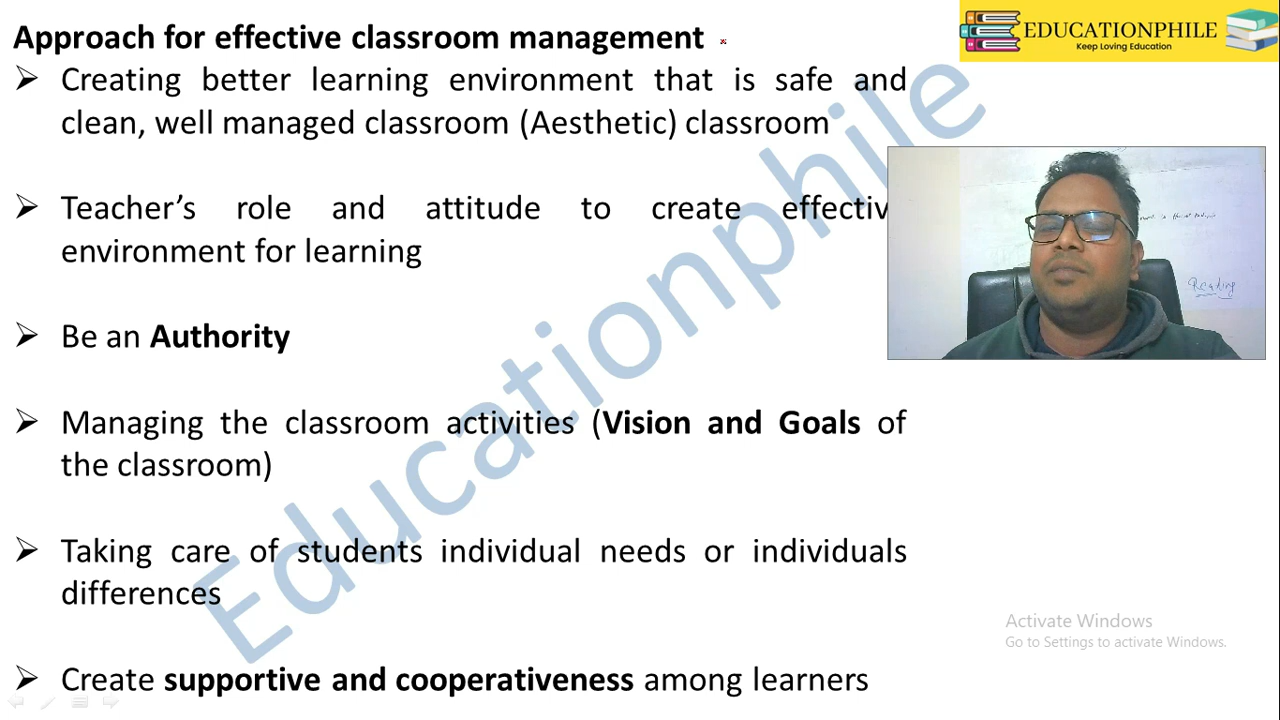 Approach for effective classroom management
EDUCATIONPHILE
Keep Loving Education
➢ Creating better learning environment that is safe and
clean, well managed classroom (Aesthetic) classroom
➢ Teacher's role and attitude to create effectiv
environment for learning
Reading
➢ Be an Authority
➢ Managing the classroom activities (Vision and Goals of
the classroom)
➢ Taking care of students individual needs or individuals
differences
➢ Create supportive and cooperativeness among learners
Educationphile
Activate Windows
Go to Settings to activate Windows.